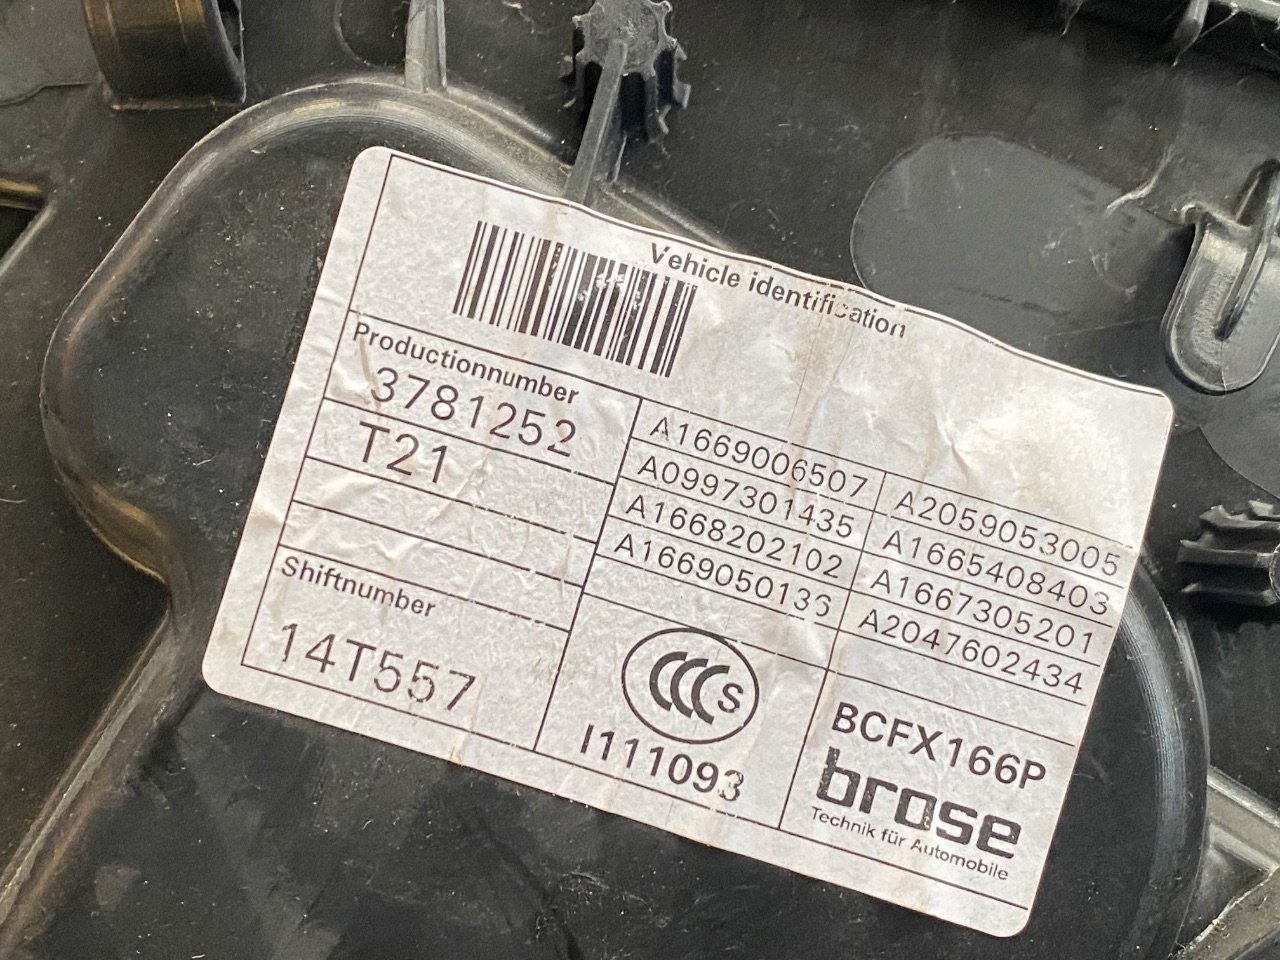 Vehicle identification
Productionnumber
3781252
T21
Shiftnumber
14T557
A1669006507 A2059053005
A0997301435 A1665408403
A1668202102 A1667305201
A1669050136 A2047602434
CCC S
I111093
BCFX166P
brose
Technik für Automobile